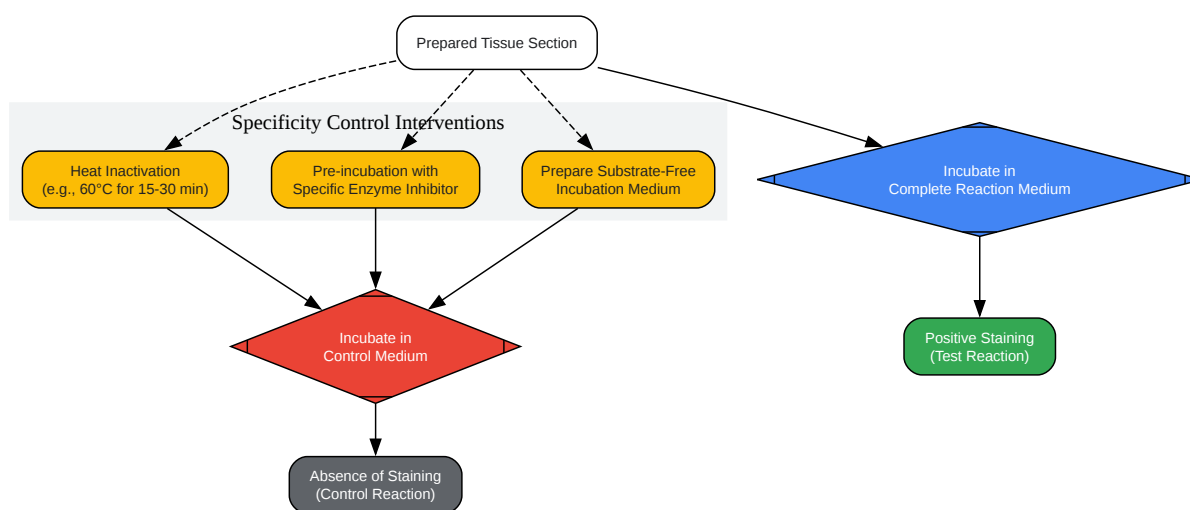 Prepared Tissue Section
Specificity Control Interventions
Heat Inactivation
(e.g., 60°C for 15-30 min)
Pre-incubation with
Specific Enzyme Inhibitor
Prepare Substrate-Free
Incubation Medium
Incubate in
Complete Reaction Medium
Incubate in
Control Medium
Positive Staining
(Test Reaction)
Absence of Staining
(Control Reaction)